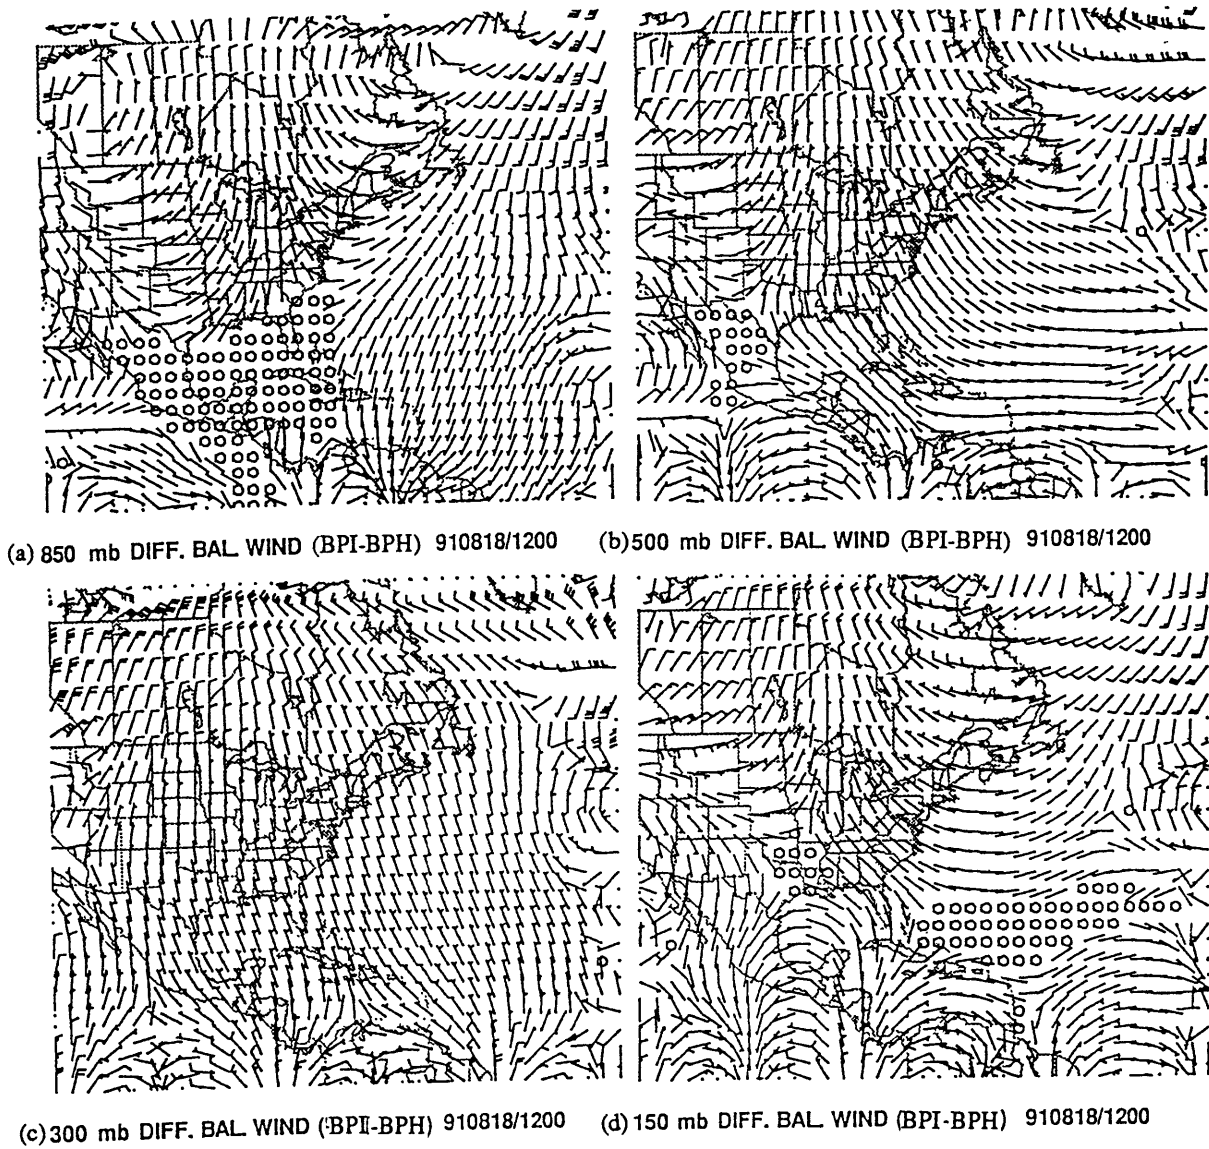 (a) 850 mb DIFF. BAL. WIND (BPI-BPH) 910818/1200
(b) 500 mb DIFF. BAL. WIND (BPI-BPH) 910818/1200
(c) 300 mb DIFF. BAL. WIND (BPI-BPH) 910818/1200
(d) 150 mb DIFF. BAL. WIND (BPI-BPH) 910818/1200